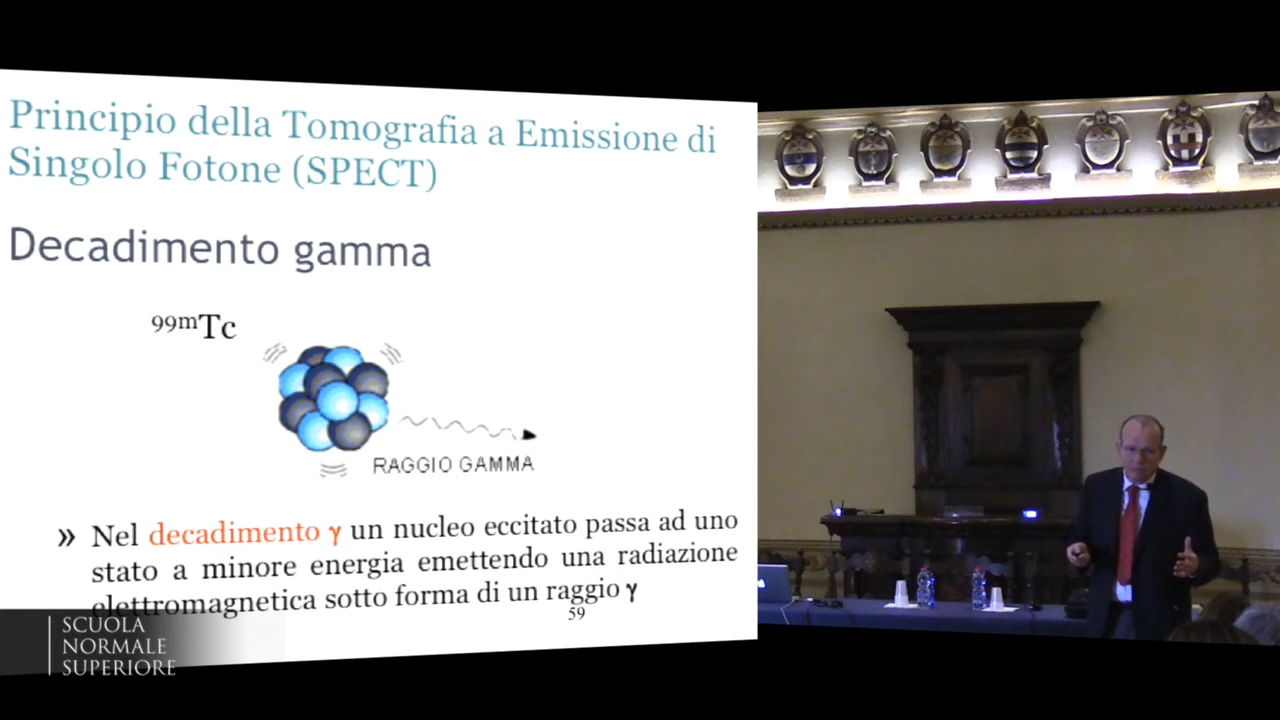 Principio della Tomografia a Emissione di
Singolo Fotone (SPECT)
Decadimento gamma
99mTc
RAGGIO GAMMA
» Nel decadimento γ un nucleo eccitato passa ad uno
stato a minore energia emettendo una radiazione
elettromagnetica sotto forma di un raggio γ
59
SCUOLA
NORMALE
SUPERIORE